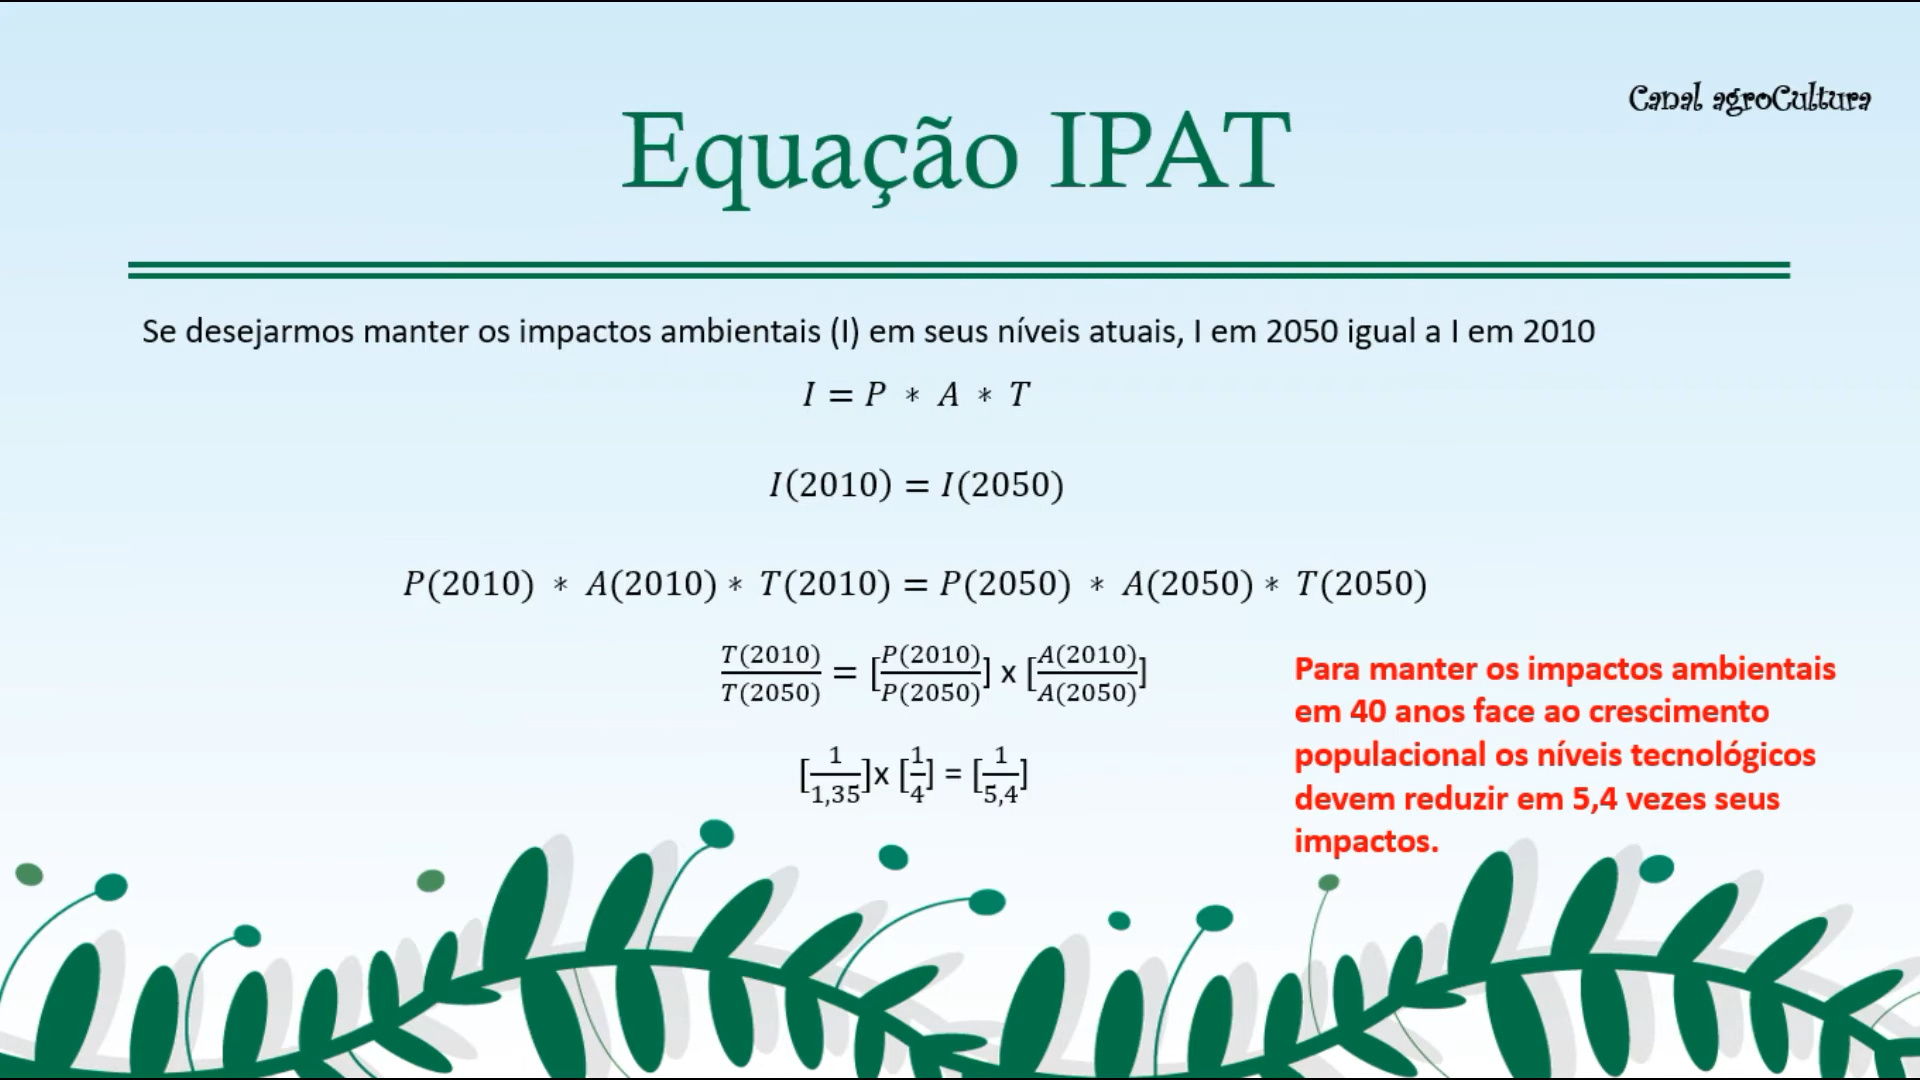 Canal agroCultura
Equação IPAT
Se desejarmos manter os impactos ambientais (I) em seus níveis atuais, I em 2050 igual a I em 2010
I = P * A * T
I(2010) = I(2050)
P(2010) * A(2010) * T(2010) = P(2050) * A(2050) * T(2050)
T(2010)/T(2050) = [P(2010)/P(2050)] x [A(2010)/A(2050)]
[1/1,35]x [1/4] = [1/5,4]
Para manter os impactos ambientais
em 40 anos face ao crescimento
populacional os níveis tecnológicos
devem reduzir em 5,4 vezes seus
impactos.